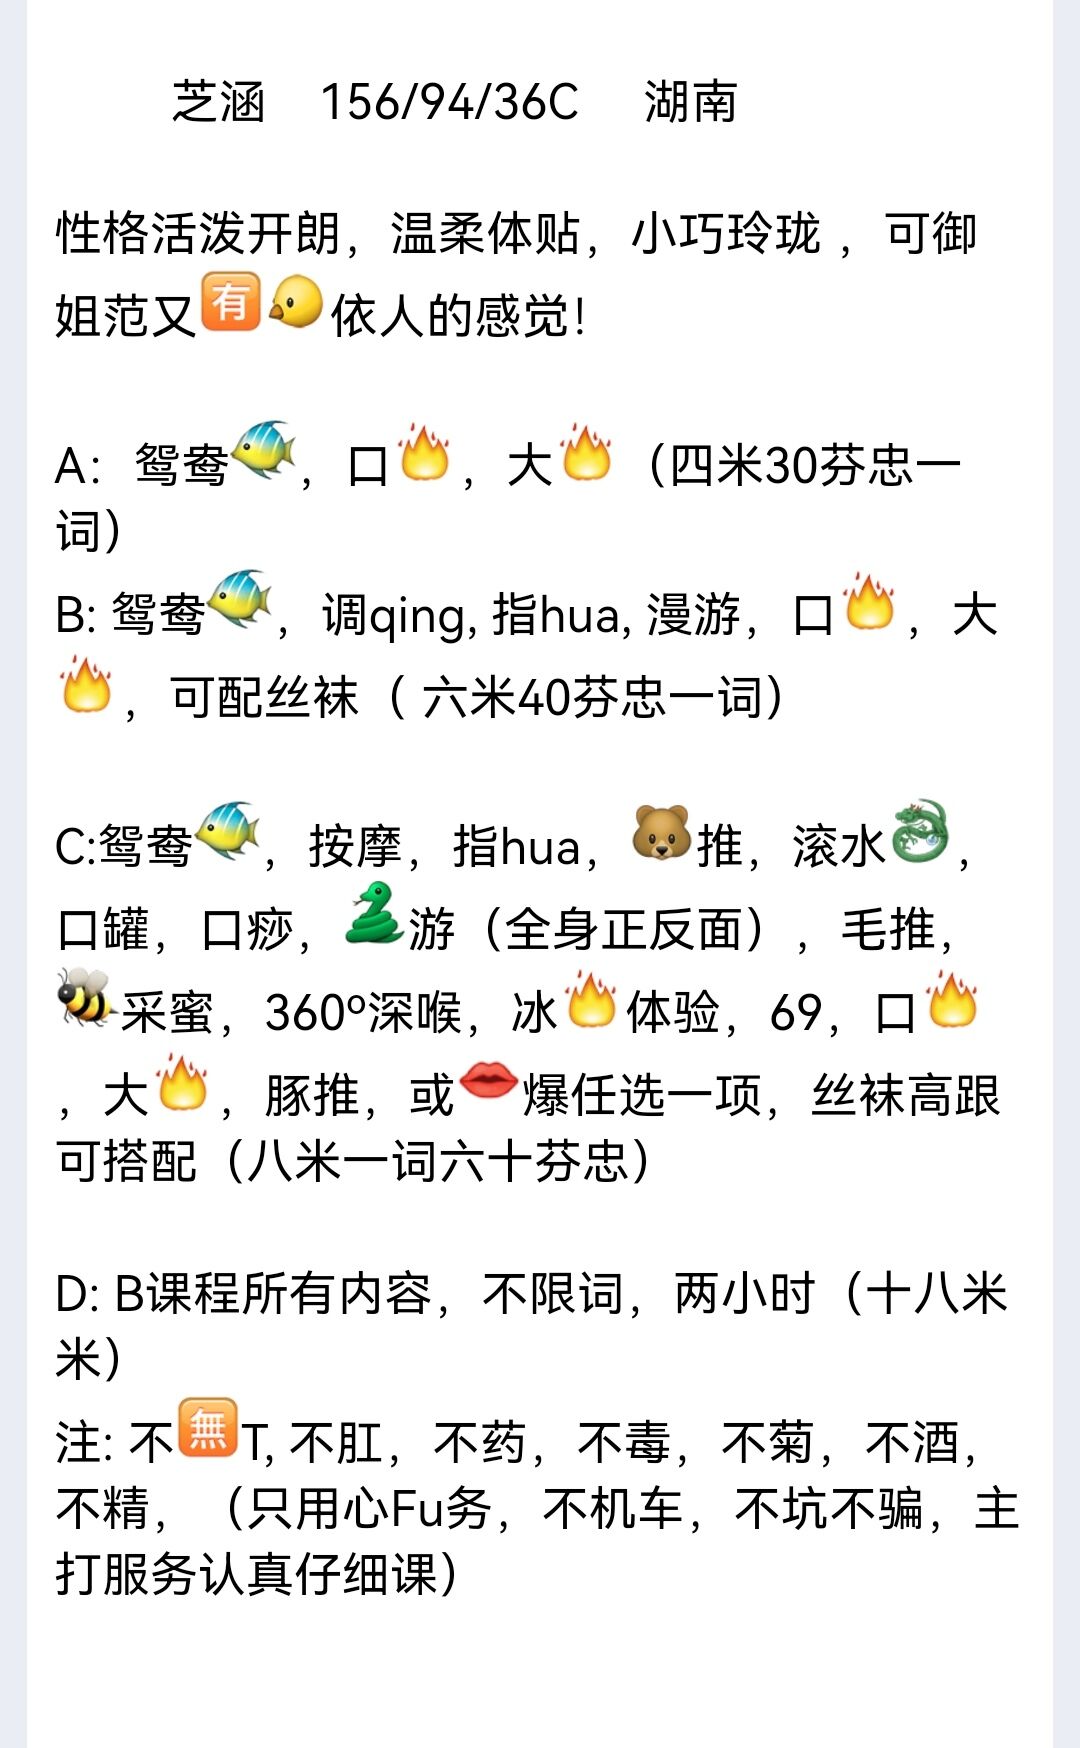 芝涵 156/94/36C 湖南
性格活泼开朗，温柔体贴，小巧玲珑 ，可御
姐范又🈶🐤依人的感觉！
A：鸳鸯🐠，口🔥，大🔥（四米30芬忠一
词）
B: 鸳鸯🐠，调qing, 指hua, 漫游，口🔥，大
🔥，可配丝袜（ 六米40芬忠一词）
C:鸳鸯🐠，按摩，指hua，🐻推，滚水🐉，
口罐，口痧，🐍游（全身正反面），毛推，
🐝采蜜，360º深喉，冰🔥体验，69，口🔥
，大🔥，豚推，或💋爆任选一项，丝袜高跟
可搭配（八米一词六十芬忠）
D: B课程所有内容，不限词，两小时（十八米
米）
注: 不🈚T, 不肛，不药，不毒，不菊，不酒，
不精，（只用心Fu务，不机车，不坑不骗，主
打服务认真仔细课）